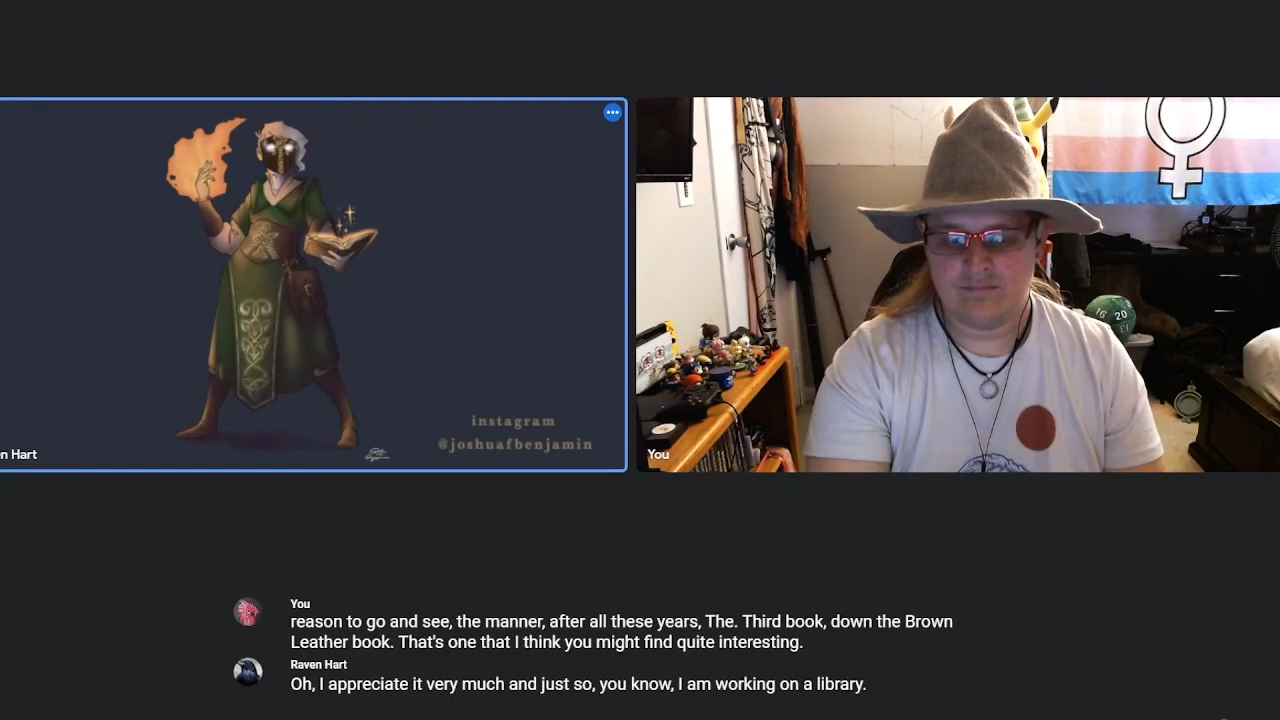 instagram
@joshuafbenjamin
n Hart
You
16 20
You
reason to go and see, the manner, after all these years, The. Third book, down the Brown
Leather book. That's one that I think you might find quite interesting.
Raven Hart
Oh, I appreciate it very much and just so, you know, I am working on a library.